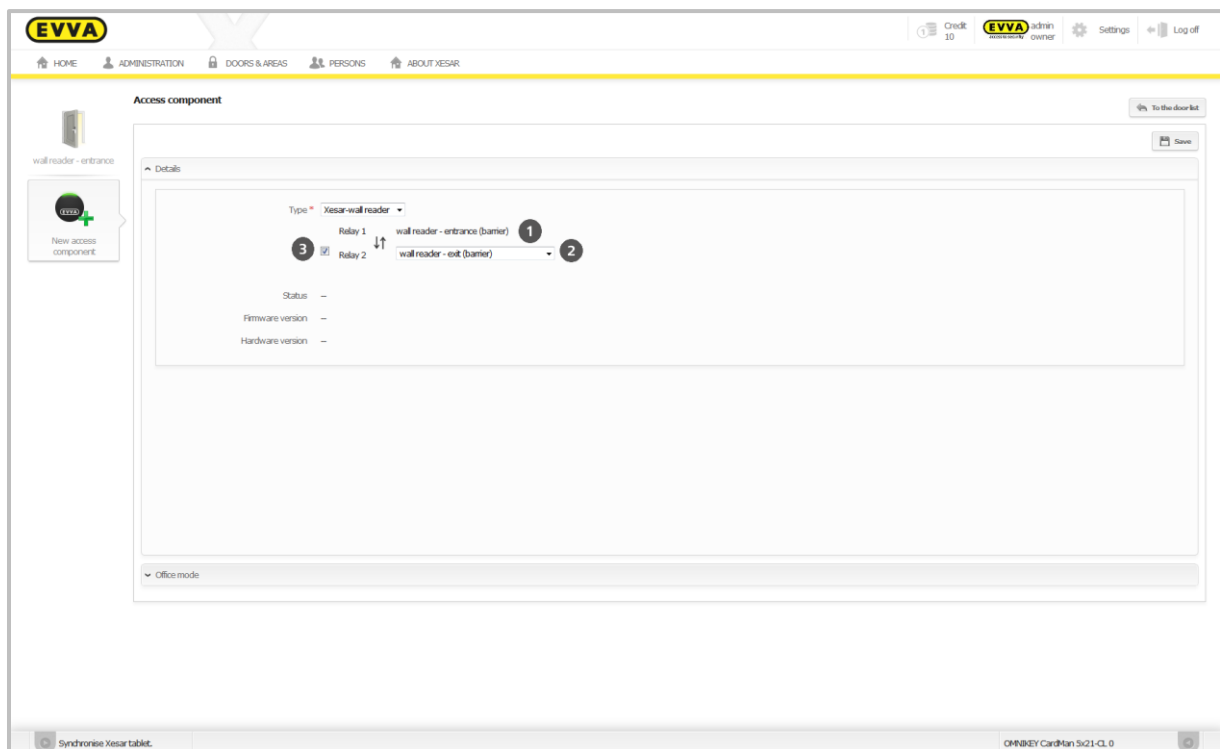 EVVA
Credit
10
EVVA
admin
owner
Settings
Log off
HOME
ADMINISTRATION
DOORS & AREAS
PERSONS
ABOUT XESAR
Access component
To the door list
Save
wall reader - entrance
Details
EVVA
New access
component
Type *
Xesar-wall reader
Relay 1
wall reader - entrance (barrier)
1
3
Relay 2
wall reader - exit (barrier)
2
Status –
Firmware version –
Hardware version –
Office mode
Synchronise Xesar tablet.
OMNIKEY CardMan 5x21-CL 0